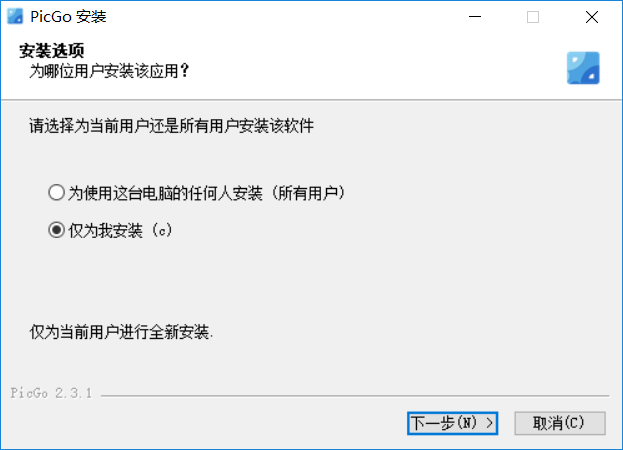 PicGo 安装
安装选项
为哪位用户安装该应用？
请选择为当前用户还是所有用户安装该软件
为使用这台电脑的任何人安装（所有用户）
仅为我安装（c）
仅为当前用户进行全新安装.
PicGo 2.3.1
下一步(N) >
取消(C)